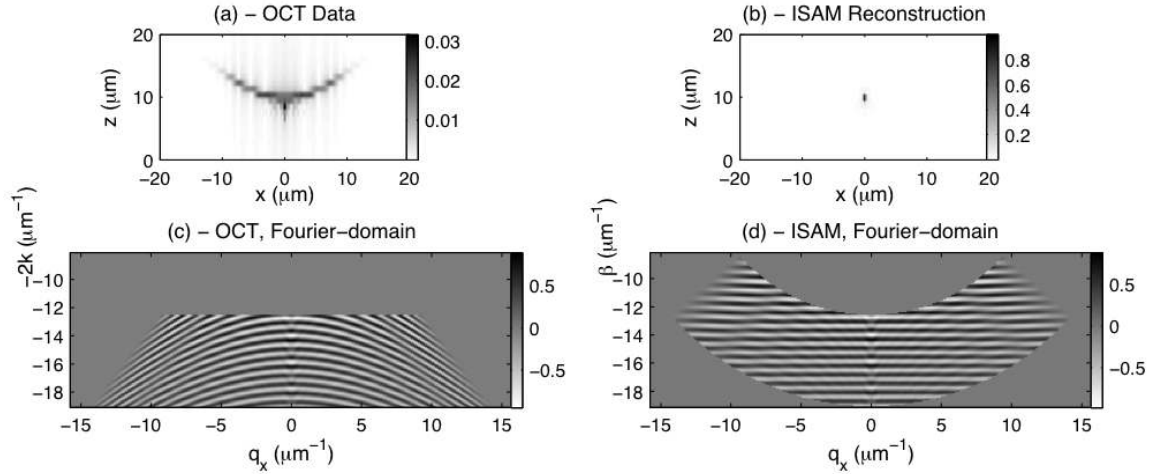 (a) – OCT Data
20
10
0
z (μm)
−20 −10 0 10 20
x (μm)
0.03
0.02
0.01
(b) – ISAM Reconstruction
20
10
0
z (μm)
−20 −10 0 10 20
x (μm)
0.8
0.6
0.4
0.2
(c) – OCT, Fourier–domain
−2k (μm⁻¹)
−10
−12
−14
−16
−18
−15 −10 −5 0 5 10 15
qₓ (μm⁻¹)
0.5
0
−0.5
(d) – ISAM, Fourier–domain
β (μm⁻¹)
−10
−12
−14
−16
−18
−15 −10 −5 0 5 10 15
qₓ (μm⁻¹)
0.5
0
−0.5